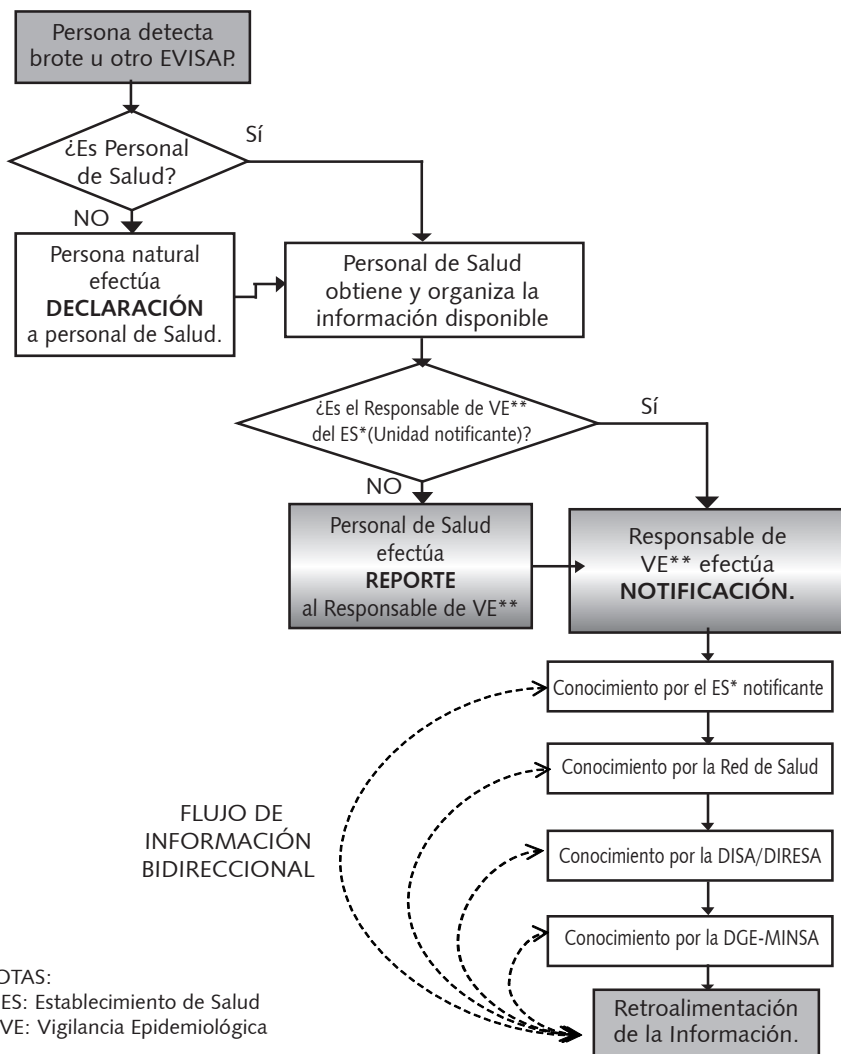 Persona detecta
brote u otro EVISAP.
Sí
¿Es Personal
de Salud?
NO
Persona natural
efectúa
DECLARACIÓN
a personal de Salud.
Personal de Salud
obtiene y organiza la
información disponible
¿Es el Responsable de VE**
del ES*(Unidad notificante)?
Sí
NO
Personal de Salud
efectúa
REPORTE
al Responsable de VE**
Responsable de
VE** efectúa
NOTIFICACIÓN.
Conocimiento por el ES* notificante
Conocimiento por la Red de Salud
FLUJO DE
INFORMACIÓN
BIDIRECCIONAL
Conocimiento por la DISA/DIRESA
Conocimiento por la DGE-MINSA
OTAS:
ES: Establecimiento de Salud
VE: Vigilancia Epidemiológica
Retroalimentación
de la Información.